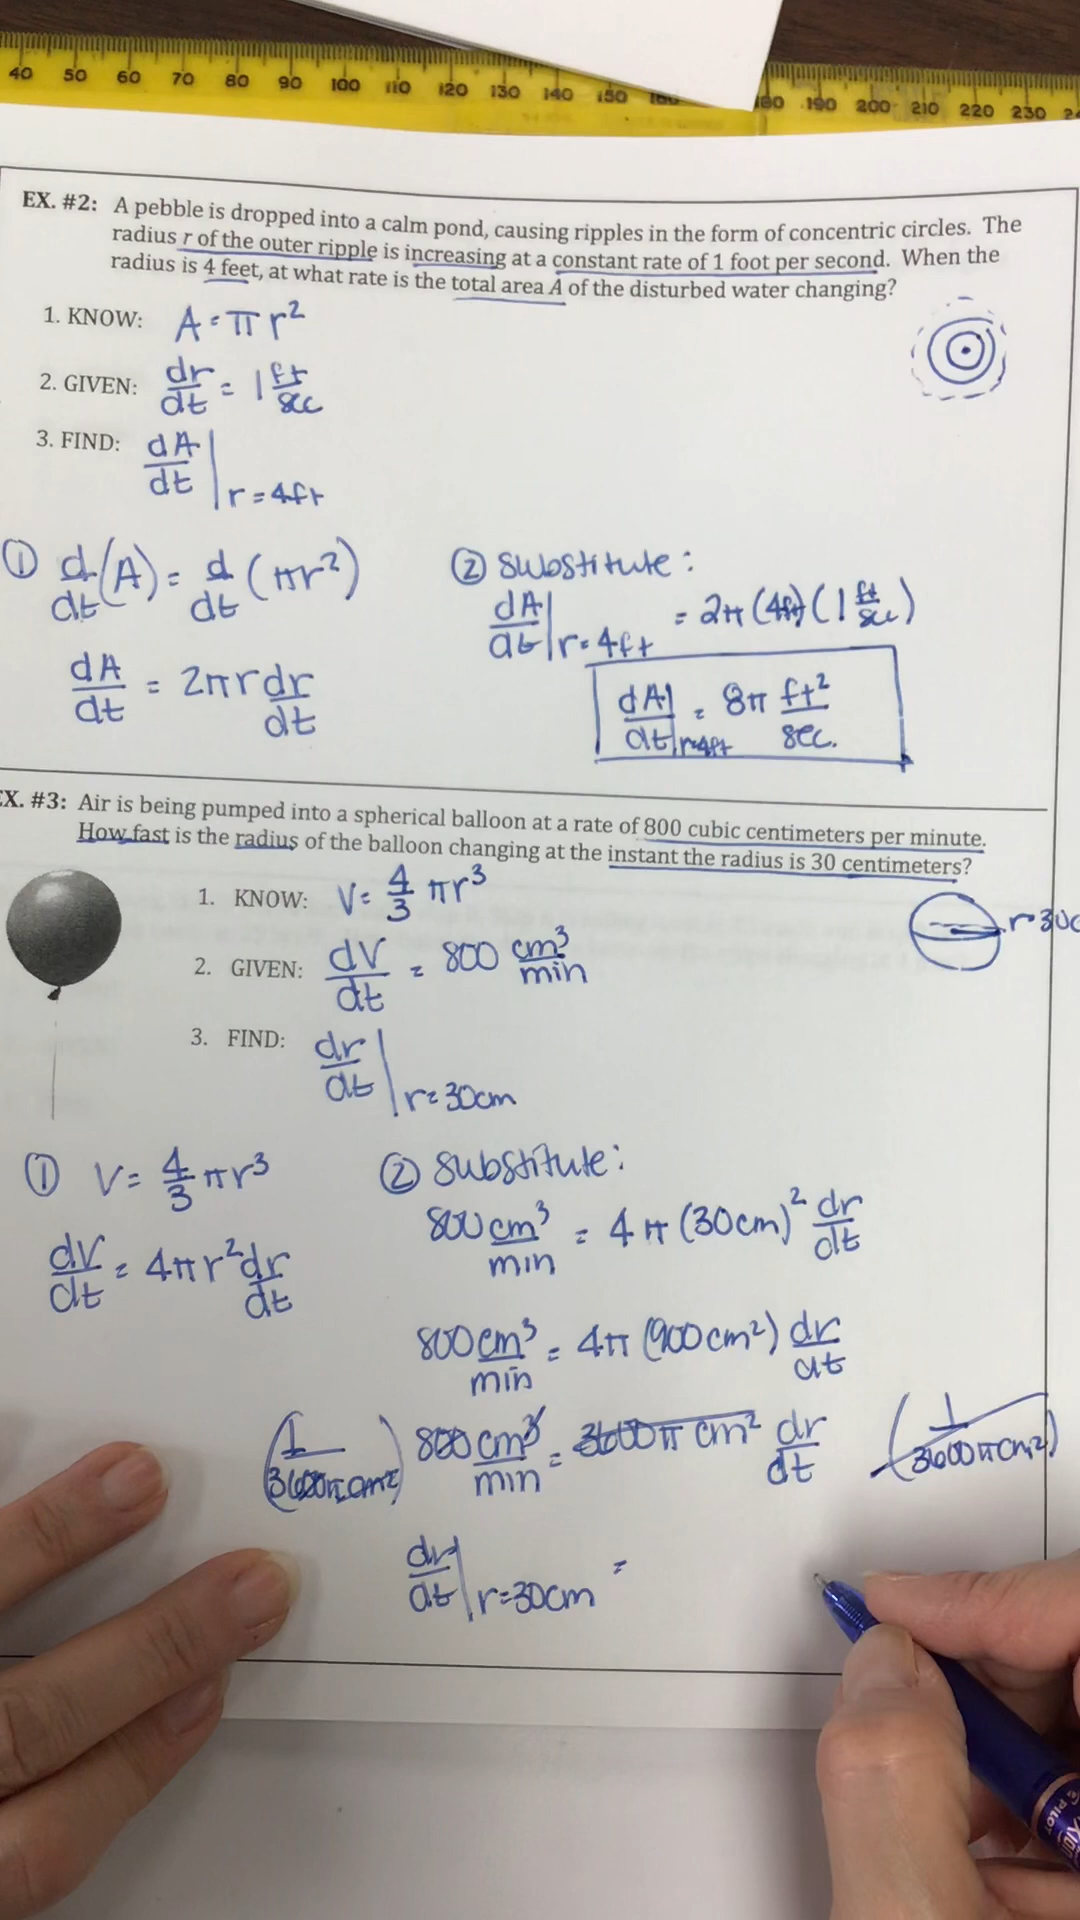 40 50 60 70 80 90 100 110 120 130 140 150 160 180 190 200 210 220 230
EX. #2: A pebble is dropped into a calm pond, causing ripples in the form of concentric circles. The
radius r of the outer ripple is increasing at a constant rate of 1 foot per second. When the
radius is 4 feet, at what rate is the total area A of the disturbed water changing?
1. KNOW: A = πr²
2. GIVEN: dr/dt = 1 ft/sec
3. FIND: dA/dt | r = 4ft
① d/dt (A) = d/dt (πr²)
dA/dt = 2πr dr/dt
② Substitute:
dA/dt | r = 4ft = 2π (4ft) (1 ft/sec)
dA/dt | r=4ft = 8π ft²/sec.
EX. #3: Air is being pumped into a spherical balloon at a rate of 800 cubic centimeters per minute.
How fast is the radius of the balloon changing at the instant the radius is 30 centimeters?
1. KNOW: V = 4/3 πr³
r
2. GIVEN: dV/dt = 800 cm³/min
3. FIND: dr/dt | r = 30cm
① V = 4/3 πr³
dV/dt = 4πr² dr/dt
② Substitute:
800 cm³/min = 4π (30cm)² dr/dt
800 cm³/min = 4π (900cm²) dr/dt
(1/3600πcm²) 800 cm³/min = 3600π cm² dr/dt (1/3600πcm²)
dr/dt | r=30cm =
PILOT